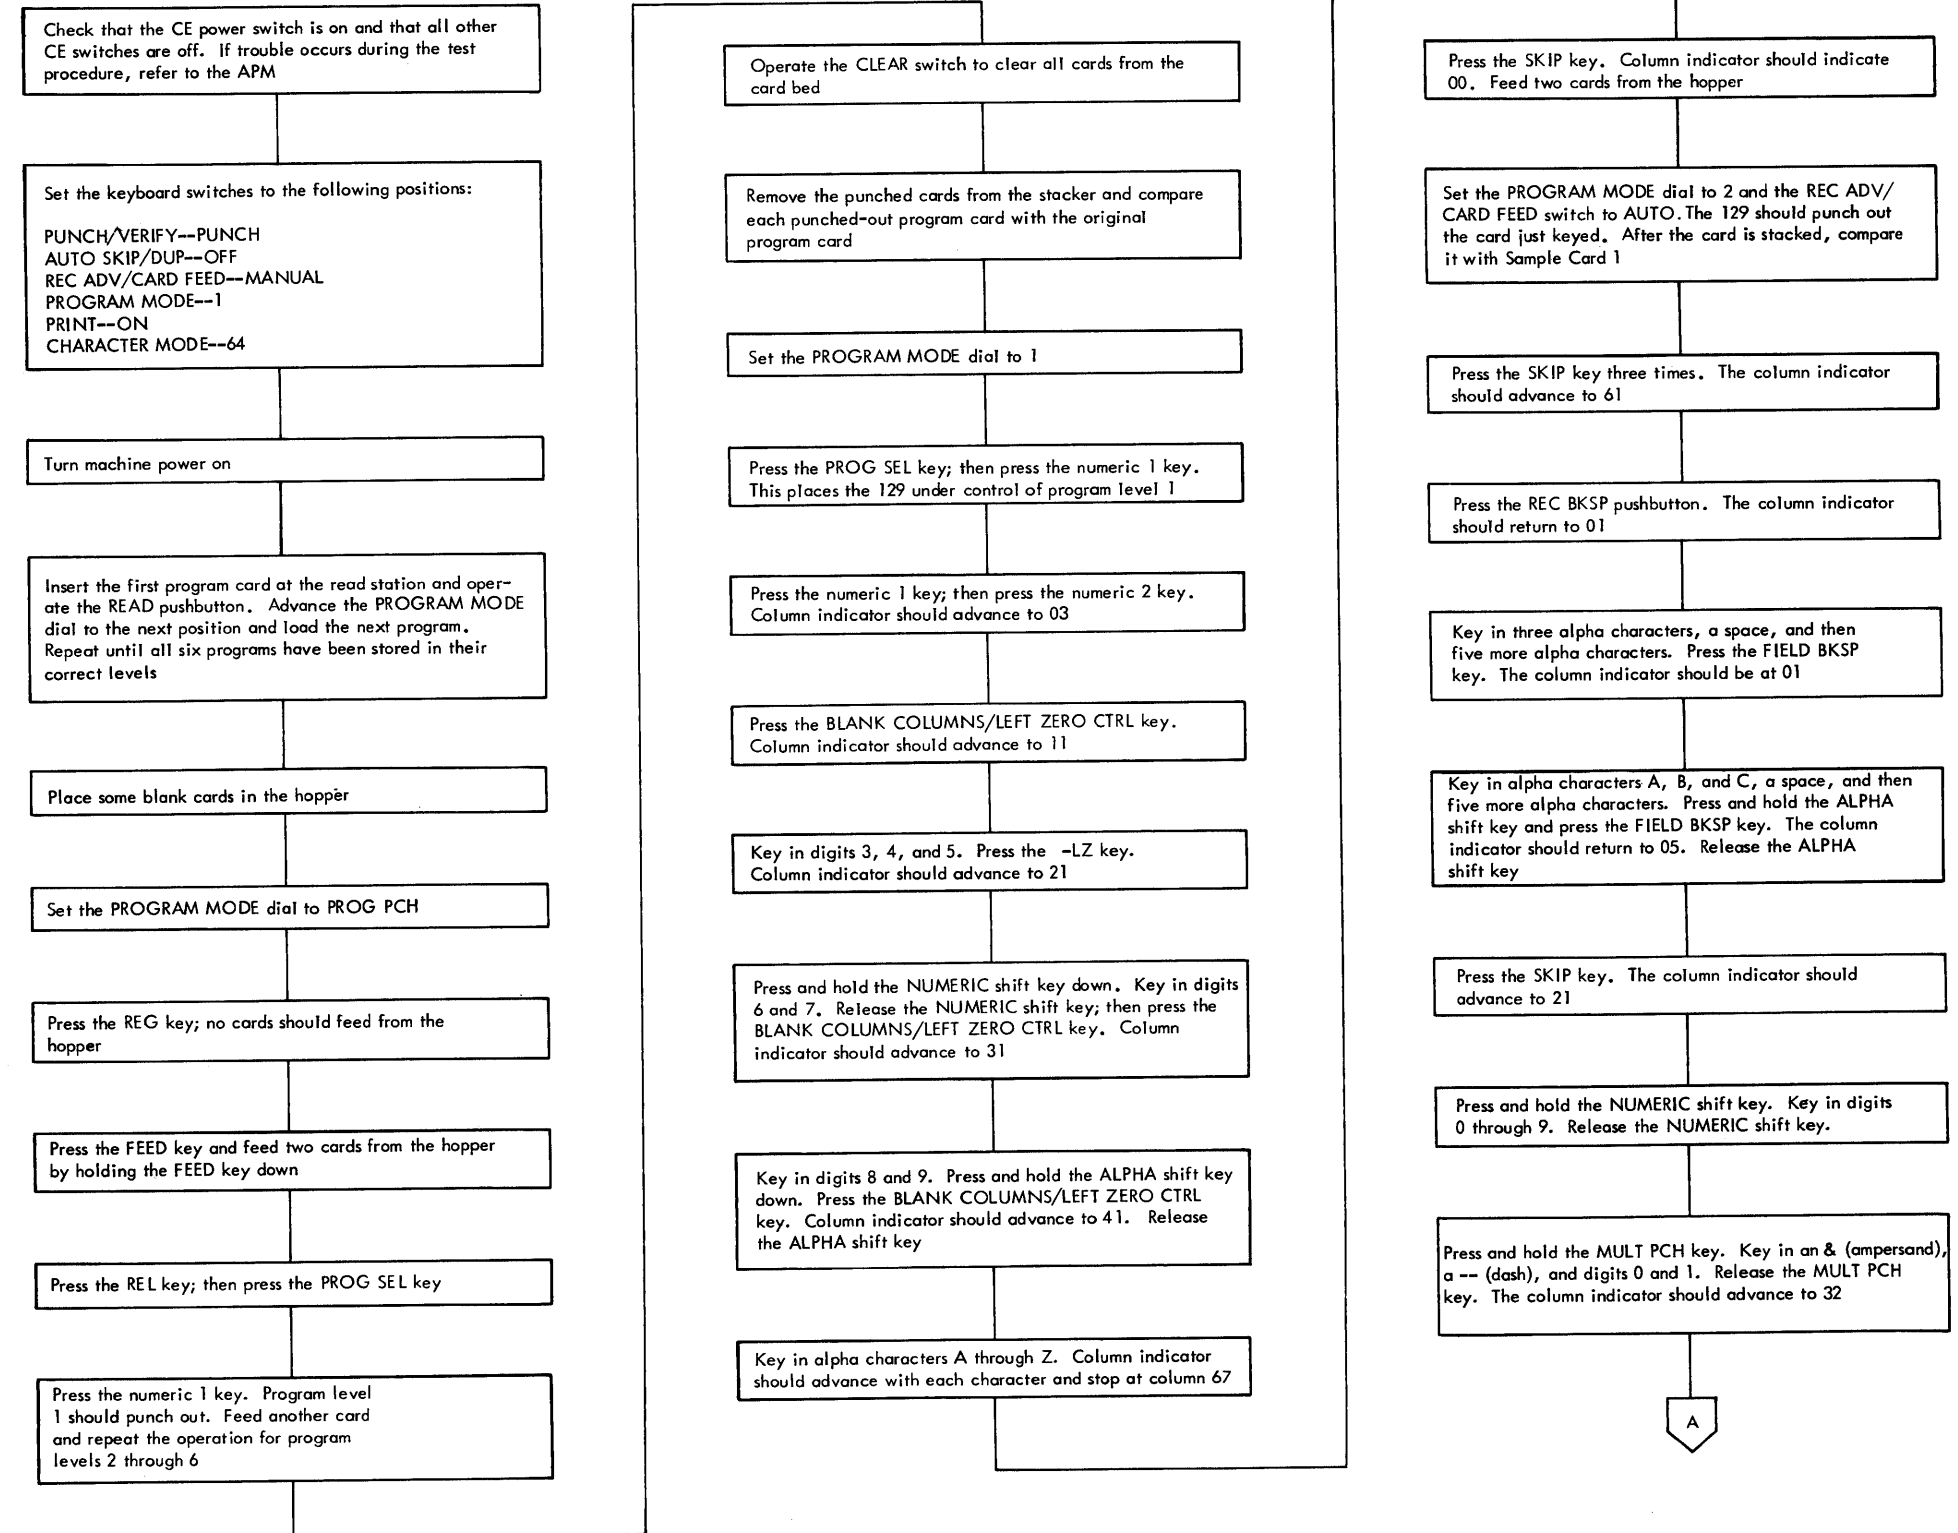 Check that the CE power switch is on and that all other
CE switches are off. If trouble occurs during the test
procedure, refer to the APM
Set the keyboard switches to the following positions:
PUNCH/VERIFY--PUNCH
AUTO SKIP/DUP--OFF
REC ADV/CARD FEED--MANUAL
PROGRAM MODE--1
PRINT--ON
CHARACTER MODE--64
Turn machine power on
Insert the first program card at the read station and oper-
ate the READ pushbutton. Advance the PROGRAM MODE
dial to the next position and load the next program.
Repeat until all six programs have been stored in their
correct levels
Place some blank cards in the hopper
Set the PROGRAM MODE dial to PROG PCH
Press the REG key; no cards should feed from the
hopper
Press the FEED key and feed two cards from the hopper
by holding the FEED key down
Press the REL key; then press the PROG SEL key
Press the numeric 1 key. Program level
1 should punch out. Feed another card
and repeat the operation for program
levels 2 through 6
Operate the CLEAR switch to clear all cards from the
card bed
Remove the punched cards from the stacker and compare
each punched-out program card with the original
program card
Set the PROGRAM MODE dial to 1
Press the PROG SEL key; then press the numeric 1 key.
This places the 129 under control of program level 1
Press the numeric 1 key; then press the numeric 2 key.
Column indicator should advance to 03
Press the BLANK COLUMNS/LEFT ZERO CTRL key.
Column indicator should advance to 11
Key in digits 3, 4, and 5. Press the -LZ key.
Column indicator should advance to 21
Press and hold the NUMERIC shift key down. Key in digits
6 and 7. Release the NUMERIC shift key; then press the
BLANK COLUMNS/LEFT ZERO CTRL key. Column
indicator should advance to 31
Key in digits 8 and 9. Press and hold the ALPHA shift key
down. Press the BLANK COLUMNS/LEFT ZERO CTRL
key. Column indicator should advance to 41. Release
the ALPHA shift key
Key in alpha characters A through Z. Column indicator
should advance with each character and stop at column 67
Press the SKIP key. Column indicator should indicate
00. Feed two cards from the hopper
Set the PROGRAM MODE dial to 2 and the REC ADV/
CARD FEED switch to AUTO. The 129 should punch out
the card just keyed. After the card is stacked, compare
it with Sample Card 1
Press the SKIP key three times. The column indicator
should advance to 61
Press the REC BKSP pushbutton. The column indicator
should return to 01
Key in three alpha characters, a space, and then
five more alpha characters. Press the FIELD BKSP
key. The column indicator should be at 01
Key in alpha characters A, B, and C, a space, and then
five more alpha characters. Press and hold the ALPHA
shift key and press the FIELD BKSP key. The column
indicator should return to 05. Release the ALPHA
shift key
Press the SKIP key. The column indicator should
advance to 21
Press and hold the NUMERIC shift key. Key in digits
0 through 9. Release the NUMERIC shift key.
Press and hold the MULT PCH key. Key in an & (ampersand),
a -- (dash), and digits 0 and 1. Release the MULT PCH
key. The column indicator should advance to 32
A